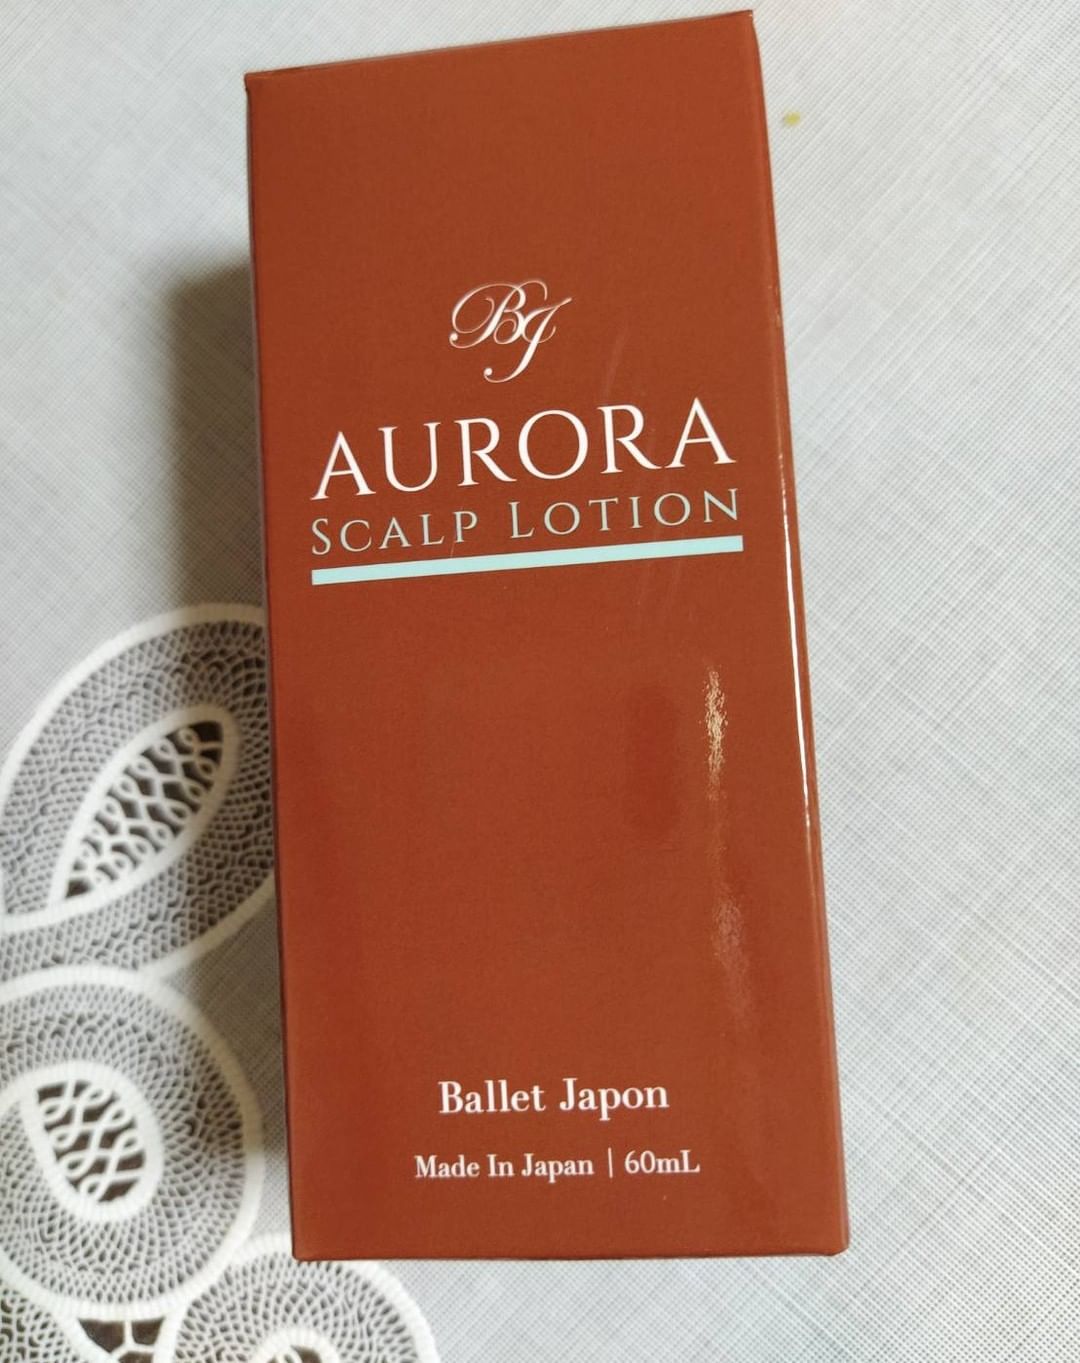 BJ
AURORA
SCALP LOTION
Ballet Japon
Made In Japan | 60mL